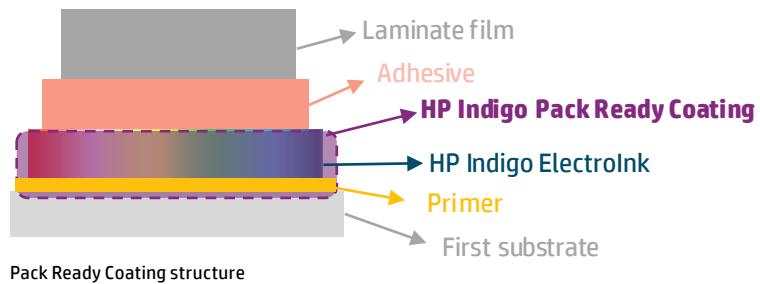 Laminate film
Adhesive
HP Indigo Pack Ready Coating
HP Indigo ElectroInk
Primer
First substrate
Pack Ready Coating structure